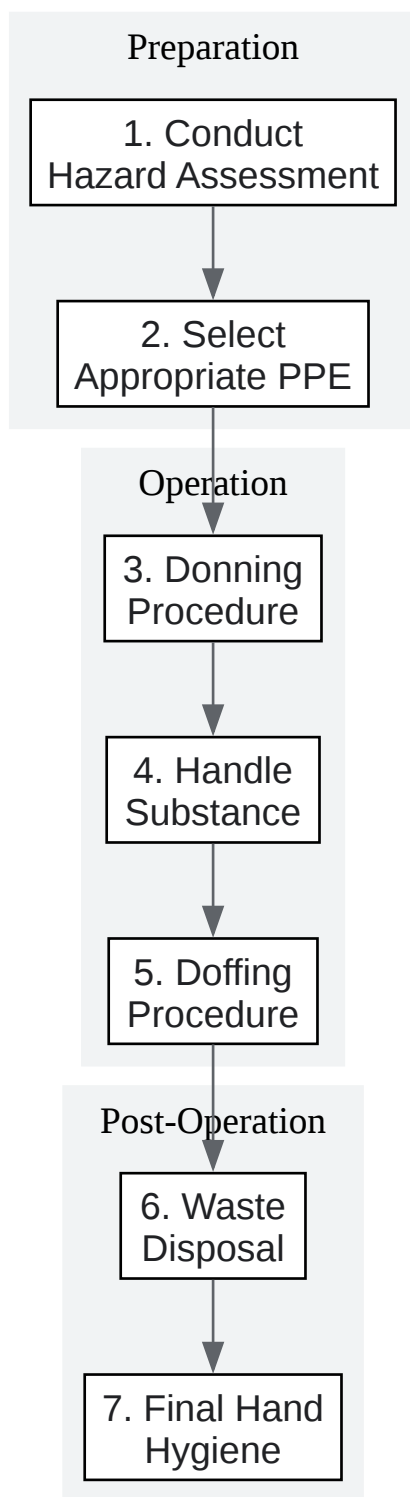 Preparation
1. Conduct
Hazard Assessment
2. Select
Appropriate PPE
Operation
3. Donning
Procedure
4. Handle
Substance
5. Doffing
Procedure
Post-Operation
6. Waste
Disposal
7. Final Hand
Hygiene